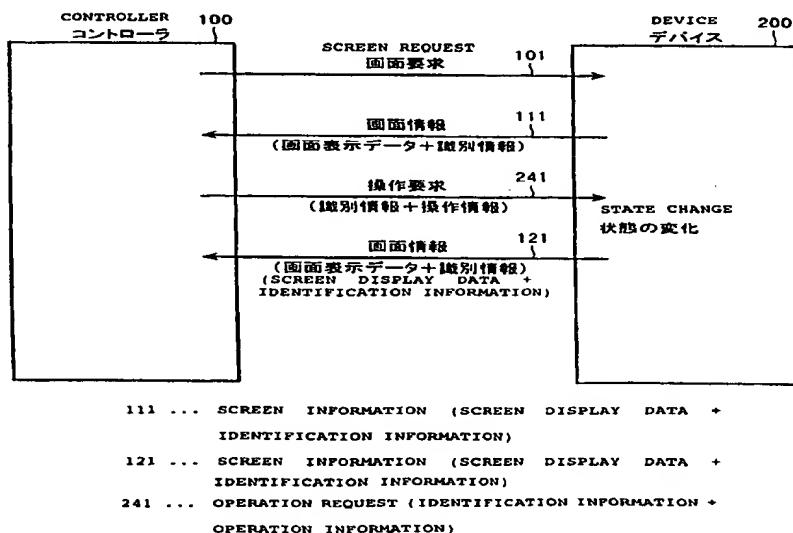 CONTROLLER 100
コントローラ
DEVICE 200
デバイス
SCREEN REQUEST
画面要求 101
画面情報 111
(画面表示データ+識別情報)
操作要求 241
(識別情報+操作情報)
STATE CHANGE
状態の変化
画面情報 121
(画面表示データ+識別情報)
(SCREEN DISPLAY DATA +
IDENTIFICATION INFORMATION)
111 ... SCREEN INFORMATION (SCREEN DISPLAY DATA +
IDENTIFICATION INFORMATION)
121 ... SCREEN INFORMATION (SCREEN DISPLAY DATA +
IDENTIFICATION INFORMATION)
241 ... OPERATION REQUEST (IDENTIFICATION INFORMATION +
OPERATION INFORMATION)